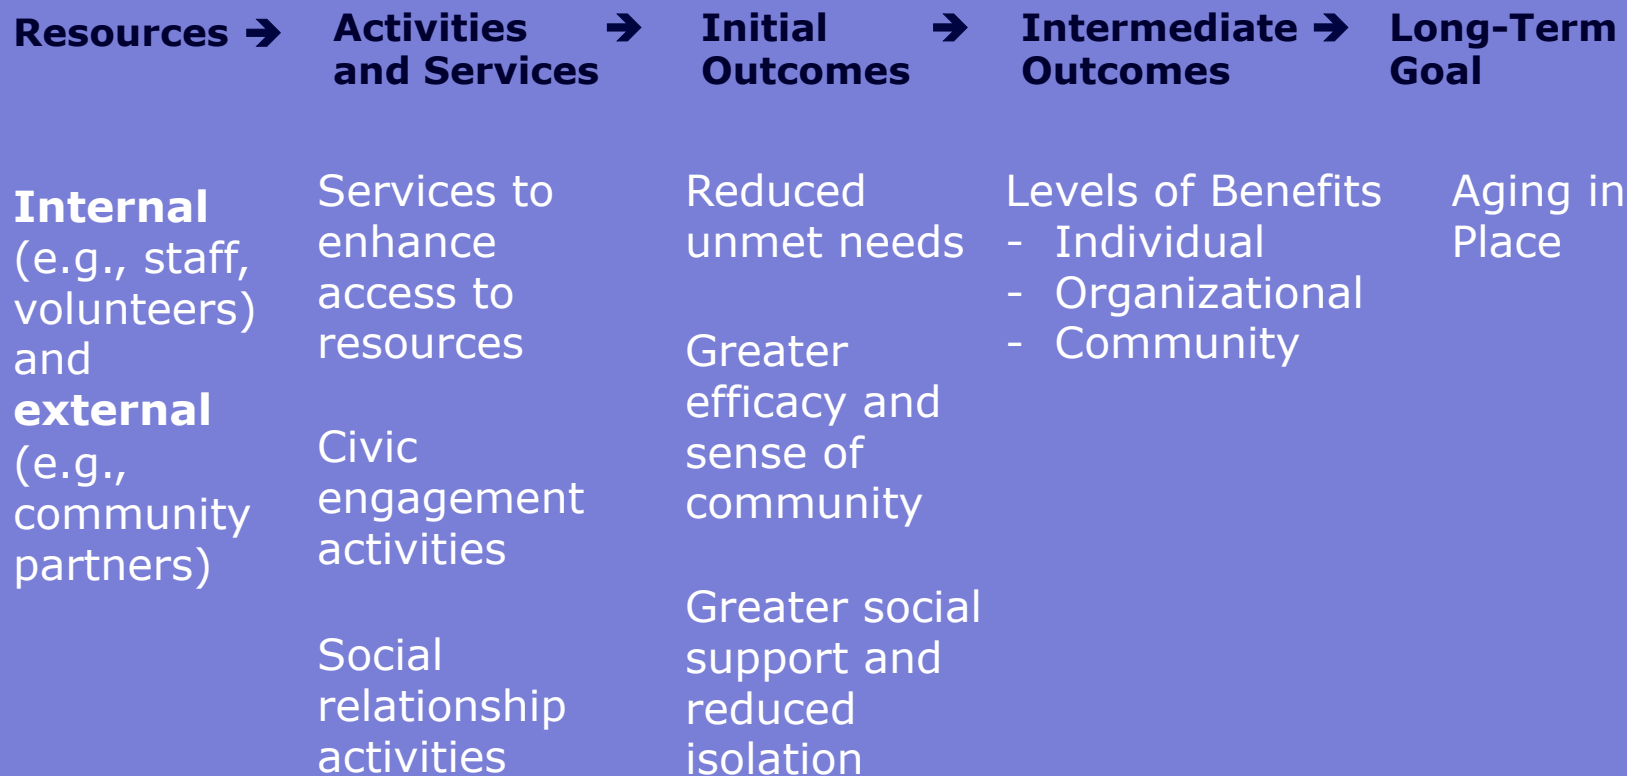 Resources ➔
Activities ➔
and Services
Initial ➔
Outcomes
Intermediate ➔
Outcomes
Long-Term
Goal
Internal
(e.g., staff,
volunteers)
and
external
(e.g.,
community
partners)
Services to
enhance
access to
resources
Civic
engagement
activities
Social
relationship
activities
Reduced
unmet needs
Greater
efficacy and
sense of
community
Greater social
support and
reduced
isolation
Levels of Benefits
- Individual
- Organizational
- Community
Aging in
Place